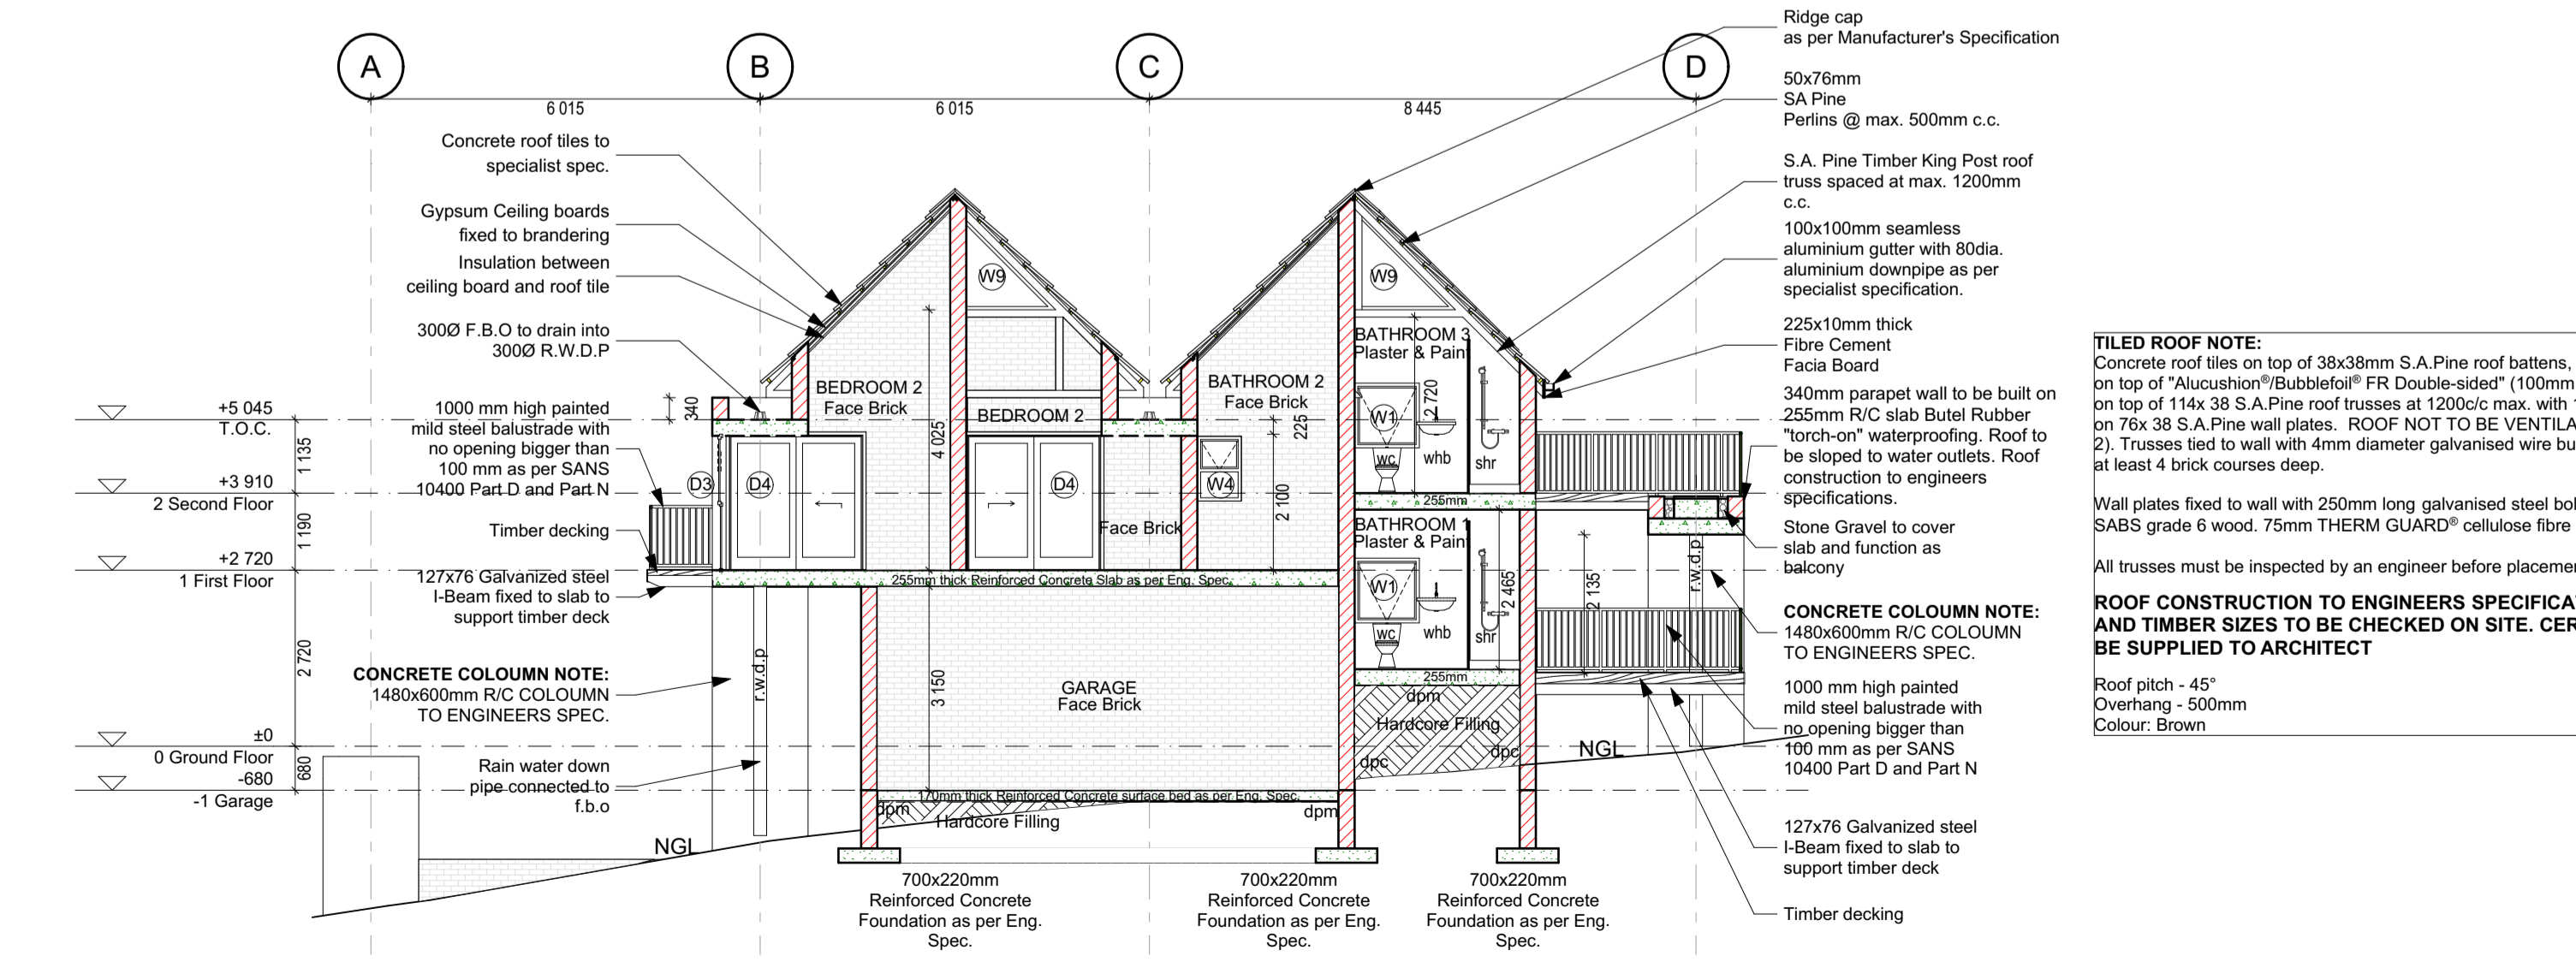 A
B
C
D
6 015
6 015
8 445
Concrete roof tiles to
specialist spec.
Gypsum Ceiling boards
fixed to brandering
Insulation between
ceiling board and roof tile
300Ø F.B.O to drain into
300Ø R.W.D.P
1000 mm high painted
mild steel balustrade with
no opening bigger than
100 mm as per SANS
10400 Part D and Part N
Timber decking
127x76 Galvanized steel
I-Beam fixed to slab to
support timber deck
CONCRETE COLOUMN NOTE:
1480x600mm R/C COLOUMN
TO ENGINEERS SPEC.
Rain water down
pipe connected to
f.b.o
+5 045
T.O.C.
1 135
+3 910
2 Second Floor
1 190
+2 720
1 First Floor
2 720
±0
0 Ground Floor
680
-680
-1 Garage
340
D3
D4
BEDROOM 2
Face Brick
4 025
W9
BEDROOM 2
D4
Face Brick
BATHROOM 2
Face Brick
225
W4
2 100
W9
BATHROOM 3
Plaster & Paint
2 720
W1
wc
whb
shr
255mm
BATHROOM 1
Plaster & Paint
W1
wc
whb
shr
2 465
2 135
r.w.d.p
255mm
255mm thick Reinforced Concrete Slab as per Eng. Spec.
r.w.d.p
3 150
GARAGE
Face Brick
dpm
Hardcore Filling
dpc
dpc
NGL
170mm thick Reinforced Concrete surface bed as per Eng. Spec.
dpm
Hardcore Filling
dpm
NGL
700x220mm
Reinforced Concrete
Foundation as per Eng.
Spec.
700x220mm
Reinforced Concrete
Foundation as per Eng.
Spec.
700x220mm
Reinforced Concrete
Foundation as per Eng.
Spec.
Ridge cap
as per Manufacturer's Specification
50x76mm
SA Pine
Perlins @ max. 500mm c.c.
S.A. Pine Timber King Post roof
truss spaced at max. 1200mm
c.c.
100x100mm seamless
aluminium gutter with 80dia.
aluminium downpipe as per
specialist specification.
225x10mm thick
Fibre Cement
Facia Board
340mm parapet wall to be built on
255mm R/C slab Butel Rubber
"torch-on" waterproofing. Roof to
be sloped to water outlets. Roof
construction to engineers
specifications.
Stone Gravel to cover
slab and function as
balcony
CONCRETE COLOUMN NOTE:
1480x600mm R/C COLOUMN
TO ENGINEERS SPEC.
1000 mm high painted
mild steel balustrade with
no opening bigger than
100 mm as per SANS
10400 Part D and Part N
127x76 Galvanized steel
I-Beam fixed to slab to
support timber deck
Timber decking
TILED ROOF NOTE:
Concrete roof tiles on top of 38x38mm S.A.Pine roof battens,
on top of "Alucushion®/Bubblefoil® FR Double-sided" (100mm
on top of 114x 38 S.A.Pine roof trusses at 1200c/c max. with
on 76x 38 S.A.Pine wall plates. ROOF NOT TO BE VENTILA
2). Trusses tied to wall with 4mm diameter galvanised wire bu
at least 4 brick courses deep.
Wall plates fixed to wall with 250mm long galvanised steel bol
SABS grade 6 wood. 75mm THERM GUARD® cellulose fibre
All trusses must be inspected by an engineer before placemen
ROOF CONSTRUCTION TO ENGINEERS SPECIFICA
AND TIMBER SIZES TO BE CHECKED ON SITE. CER
BE SUPPLIED TO ARCHITECT
Roof pitch - 45°
Overhang - 500mm
Colour: Brown